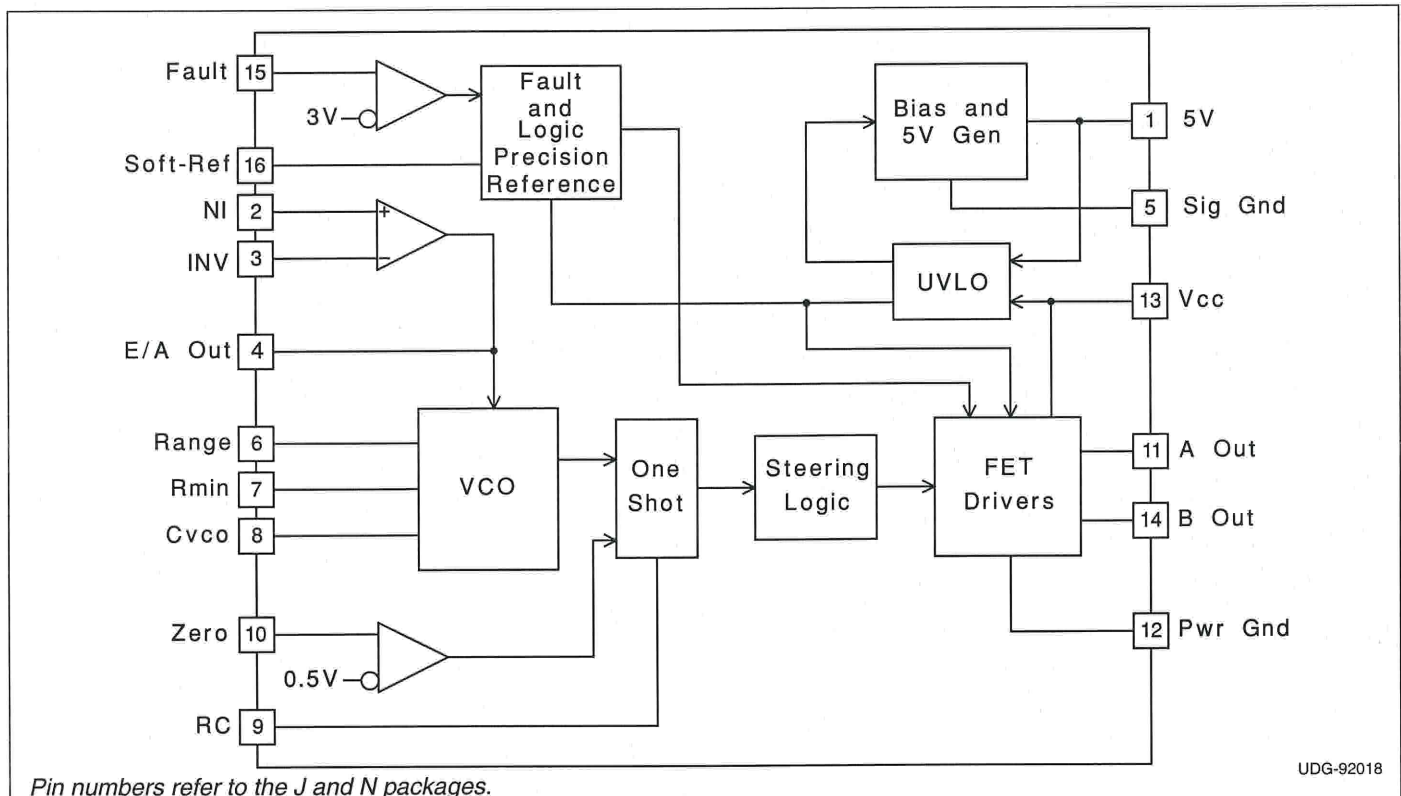 Fault 15
3V
Fault
and
Logic
Precision
Reference
Soft-Ref 16
NI 2
+
INV 3
−
E/A Out 4
Range 6
Rmin 7
Cvco 8
VCO
Zero 10
0.5V
RC 9
One
Shot
Steering
Logic
Bias and
5V Gen
1 5V
5 Sig Gnd
UVLO
13 Vcc
FET
Drivers
11 A Out
14 B Out
12 Pwr Gnd
UDG-92018
Pin numbers refer to the J and N packages.